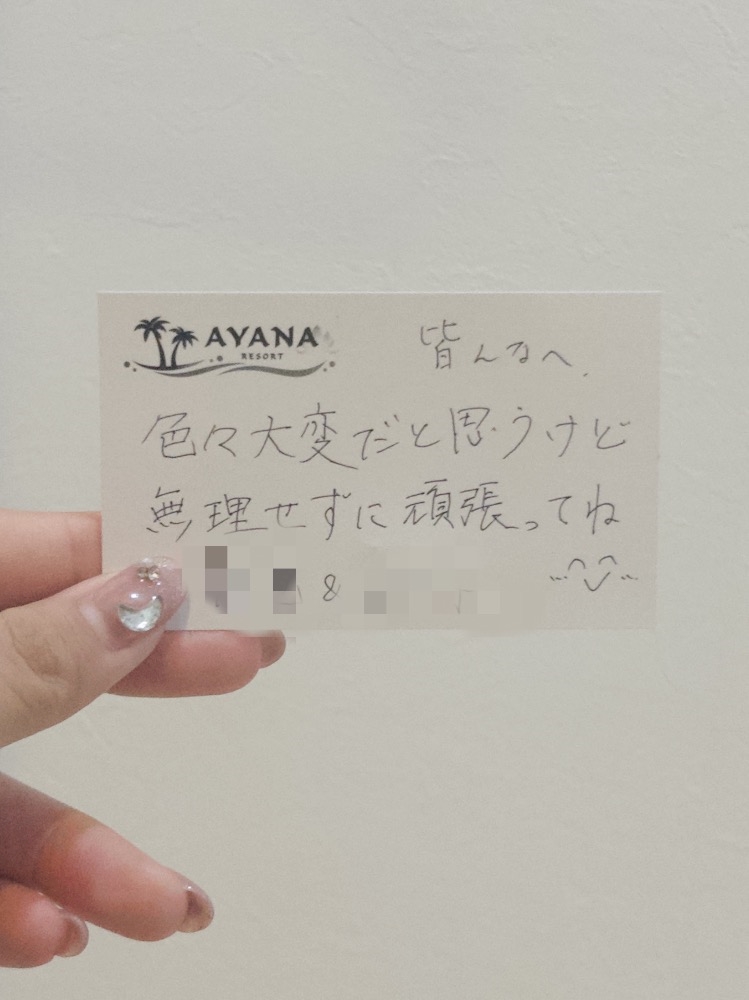 AYANA
RESORT
皆んなへ.
色々大変だと思うけど
無理せずに頑張ってね
&